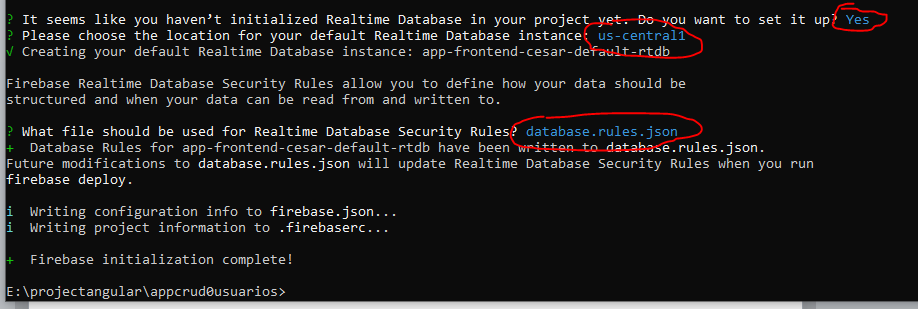 ? It seems like you haven’t initialized Realtime Database in your project yet. Do you want to set it up? Yes
? Please choose the location for your default Realtime Database instance: us-central1
√ Creating your default Realtime Database instance: app-frontend-cesar-default-rtdb
Firebase Realtime Database Security Rules allow you to define how your data should be
structured and when your data can be read from and written to.
? What file should be used for Realtime Database Security Rules? database.rules.json
+  Database Rules for app-frontend-cesar-default-rtdb have been written to database.rules.json.
Future modifications to database.rules.json will update Realtime Database Security Rules when you run
firebase deploy.
i  Writing configuration info to firebase.json...
i  Writing project information to .firebaserc...
+  Firebase initialization complete!
E:\projectangular\appcrud0usuarios>